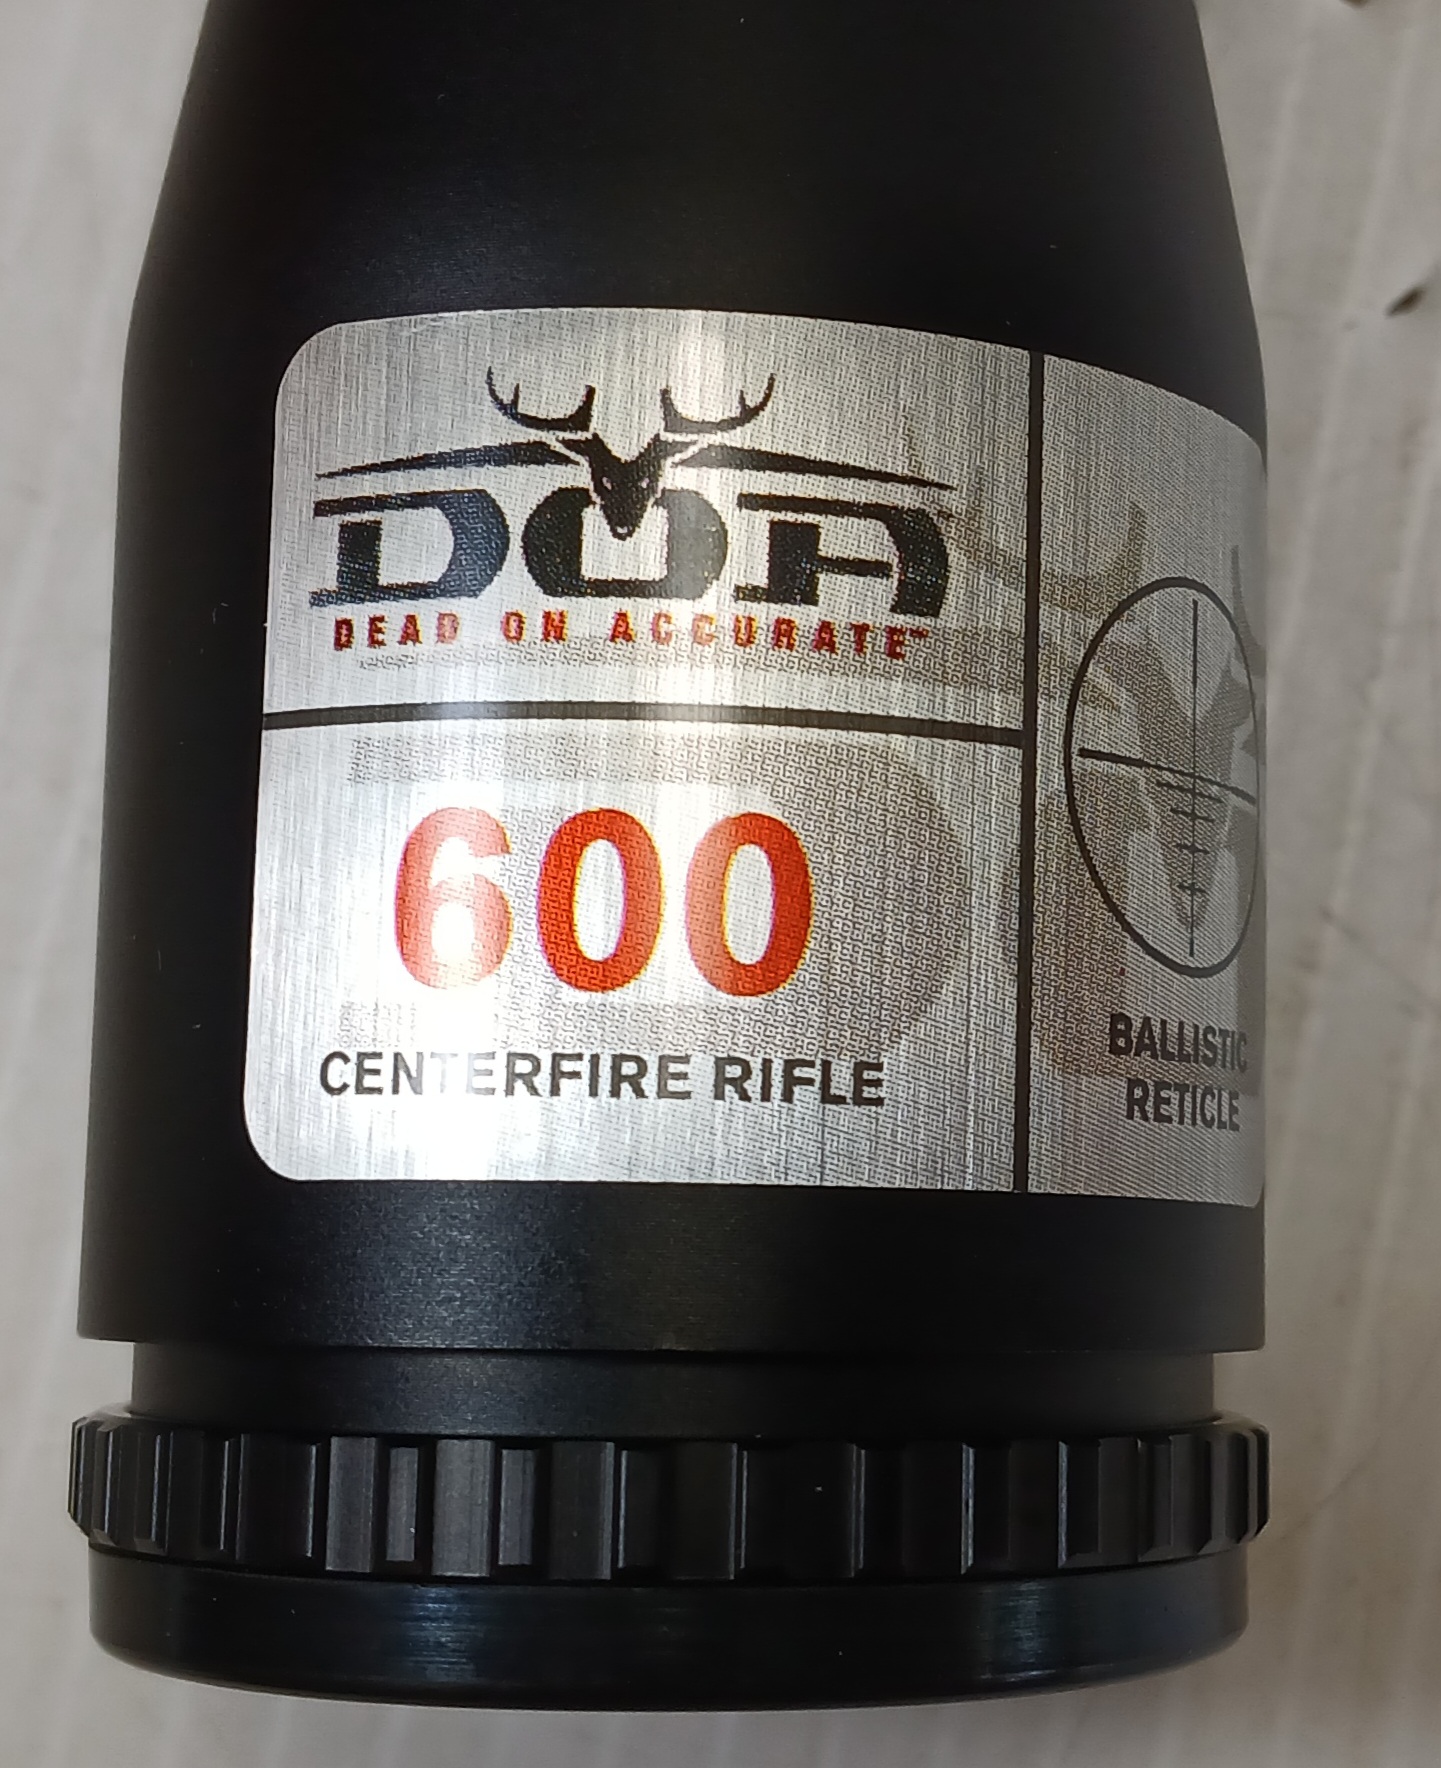 DOA
DEAD ON ACCURATE™
600
CENTERFIRE RIFLE
BALLISTIC
RETICLE